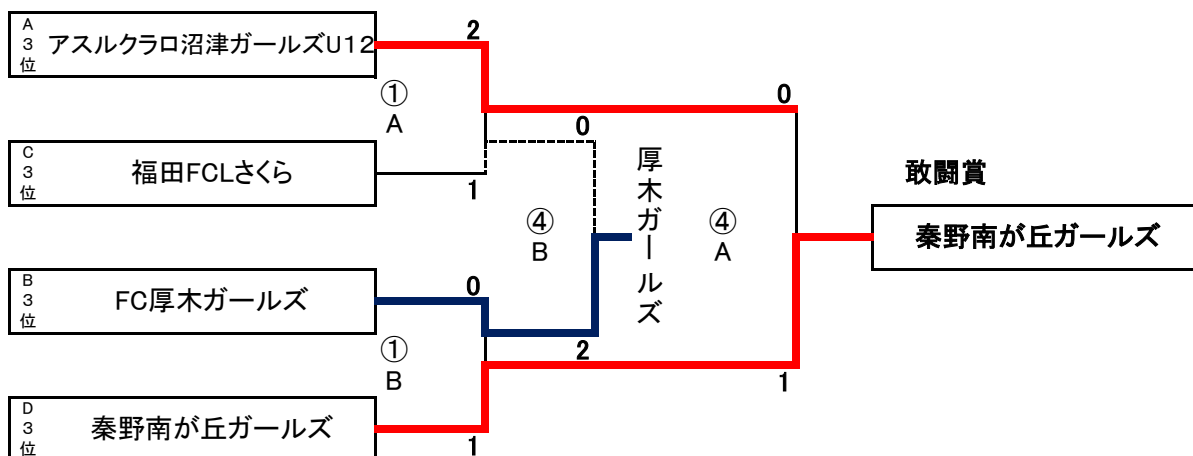 A
3
位
アスルクラロ沼津ガールズU12
2
①
A
0
0
C
3
位
福田FCLさくら
1
厚木ガールズ
敢闘賞
④
B
④
A
秦野南が丘ガールズ
B
3
位
FC厚木ガールズ
0
①
B
2
1
D
3
位
秦野南が丘ガールズ
1